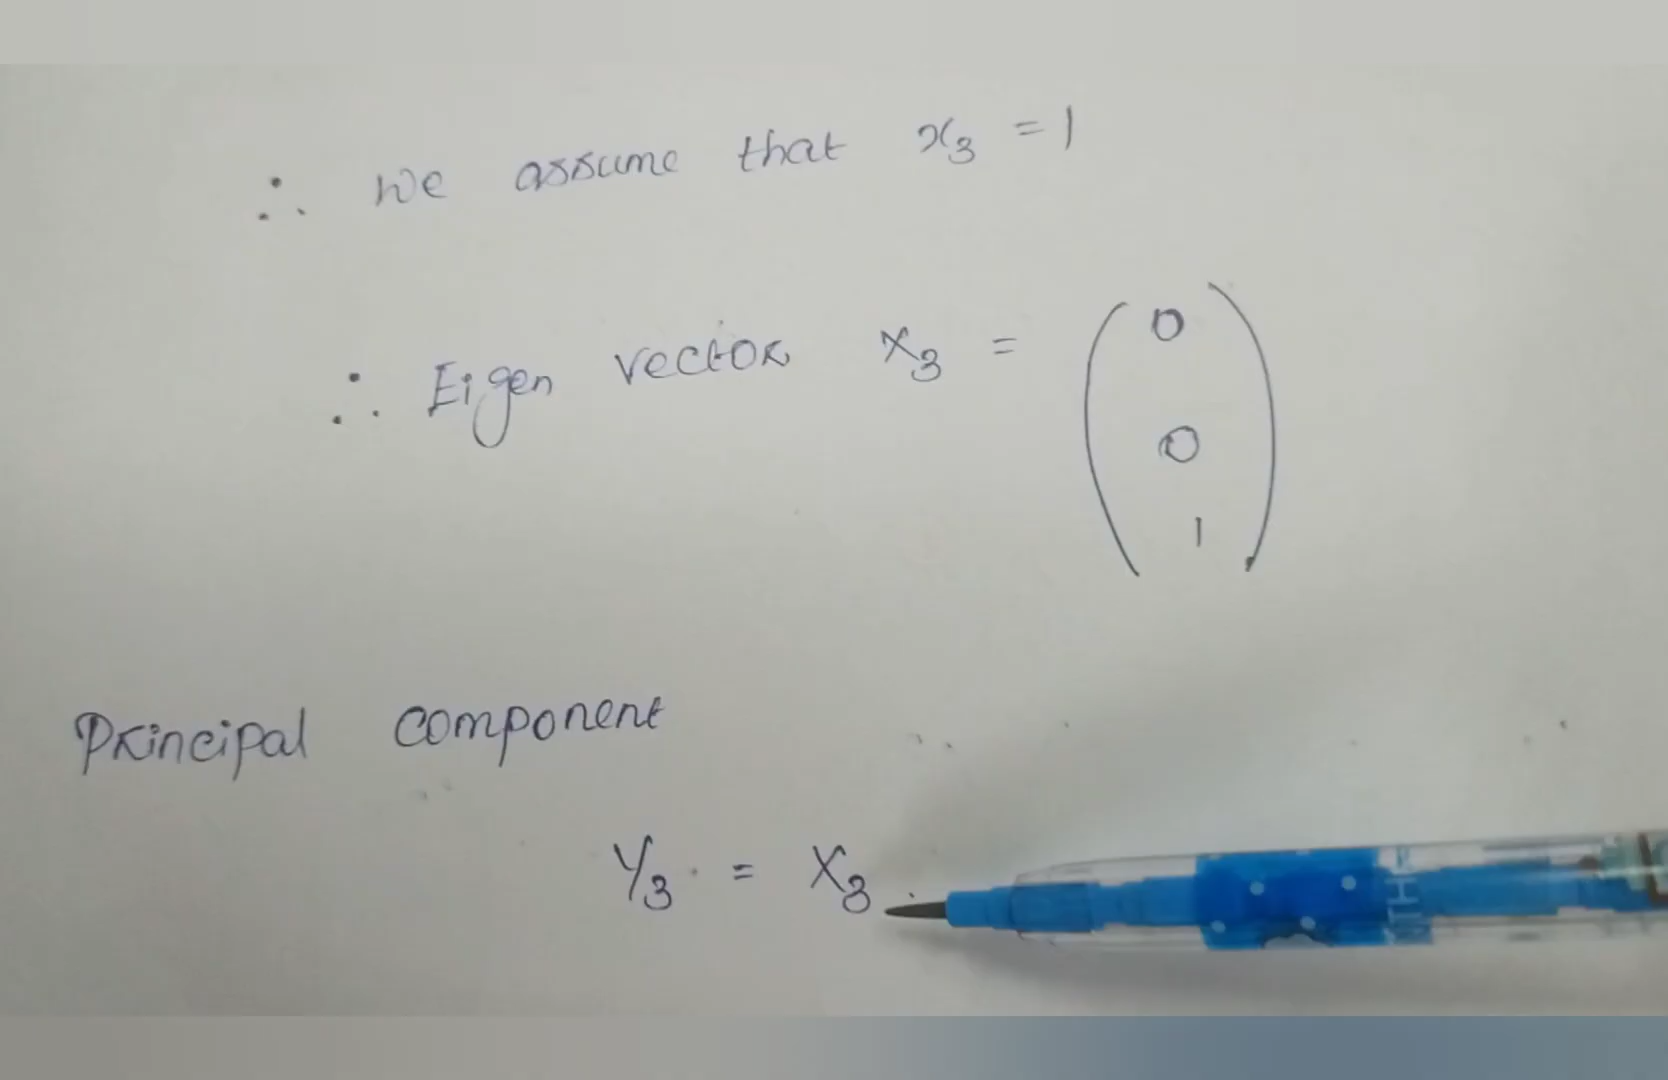 ∴ We assume that x₃ = 1
∴ Eigen vector X₃ =
0
0
1
Principal component
Y₃ = X₃